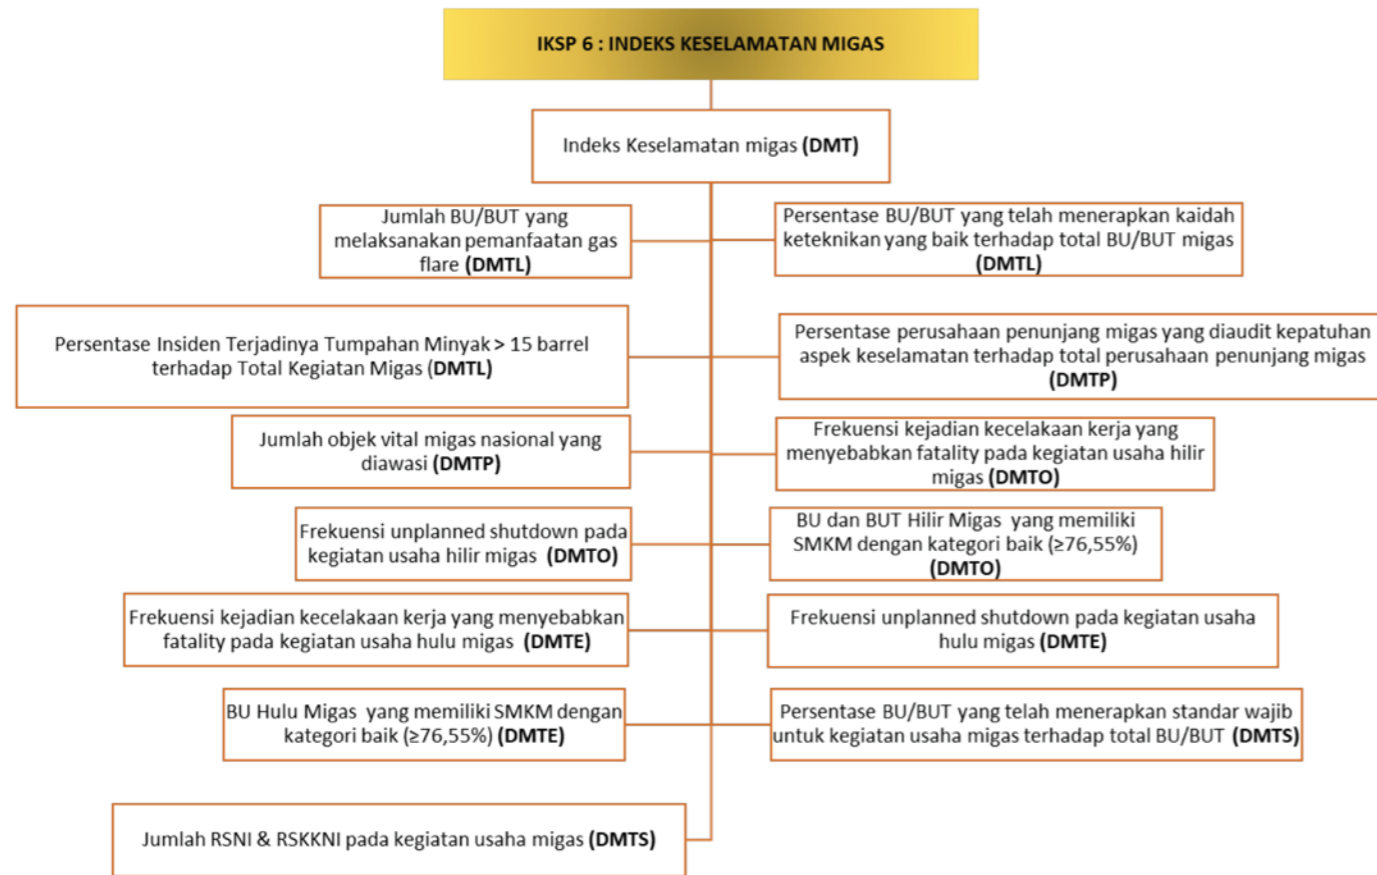 IKSP 6 : INDEKS KESELAMATAN MIGAS
Indeks Keselamatan migas (DMT)
Jumlah BU/BUT yang
melaksanakan pemanfaatan gas
flare (DMTL)
Persentase BU/BUT yang telah menerapkan kaidah
keteknikan yang baik terhadap total BU/BUT migas
(DMTL)
Persentase Insiden Terjadinya Tumpahan Minyak > 15 barrel
terhadap Total Kegiatan Migas (DMTL)
Persentase perusahaan penunjang migas yang diaudit kepatuhan
aspek keselamatan terhadap total perusahaan penunjang migas
(DMTP)
Jumlah objek vital migas nasional yang
diawasi (DMTP)
Frekuensi kejadian kecelakaan kerja yang
menyebabkan fatality pada kegiatan usaha hilir
migas (DMTO)
Frekuensi unplanned shutdown pada
kegiatan usaha hilir migas (DMTO)
BU dan BUT Hilir Migas yang memiliki
SMKM dengan kategori baik (≥76,55%)
(DMTO)
Frekuensi kejadian kecelakaan kerja yang menyebabkan
fatality pada kegiatan usaha hulu migas (DMTE)
Frekuensi unplanned shutdown pada kegiatan usaha
hulu migas (DMTE)
BU Hulu Migas yang memiliki SMKM dengan
kategori baik (≥76,55%) (DMTE)
Persentase BU/BUT yang telah menerapkan standar wajib
untuk kegiatan usaha migas terhadap total BU/BUT (DMTS)
Jumlah RSNI & RSKKNI pada kegiatan usaha migas (DMTS)